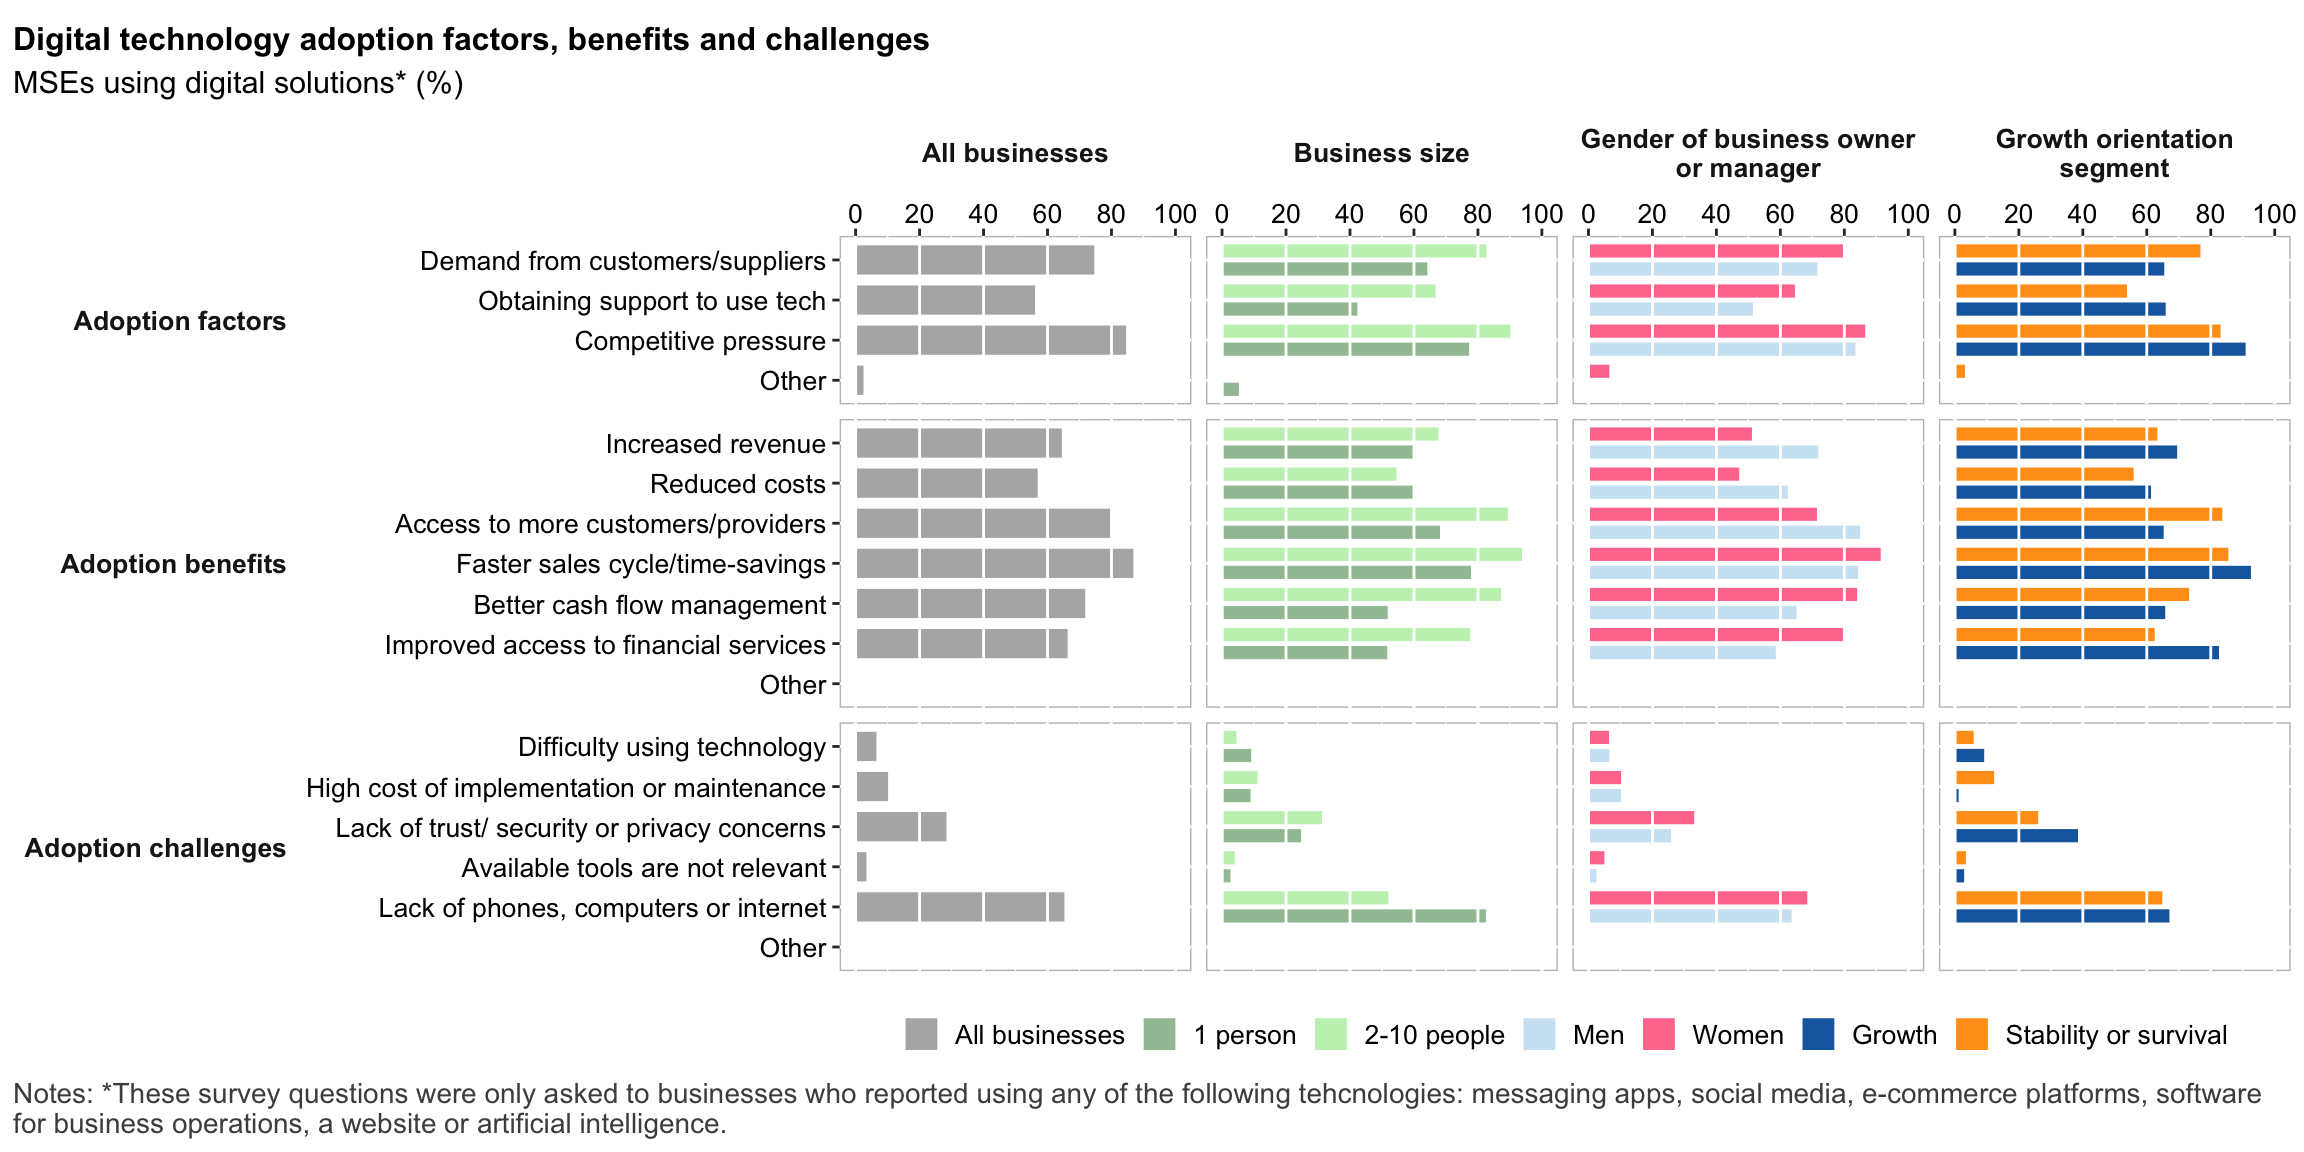 Digital technology adoption factors, benefits and challenges
MSEs using digital solutions* (%)
All businesses
Business size
Gender of business owner
or manager
Growth orientation
segment
0 20 40 60 80 100
0 20 40 60 80 100
0 20 40 60 80 100
0 20 40 60 80 100
Adoption factors
Demand from customers/suppliers
Obtaining support to use tech
Competitive pressure
Other
Adoption benefits
Increased revenue
Reduced costs
Access to more customers/providers
Faster sales cycle/time-savings
Better cash flow management
Improved access to financial services
Other
Adoption challenges
Difficulty using technology
High cost of implementation or maintenance
Lack of trust/ security or privacy concerns
Available tools are not relevant
Lack of phones, computers or internet
Other
All businesses 1 person 2-10 people Men Women Growth Stability or survival
Notes: *These survey questions were only asked to businesses who reported using any of the following tehcnologies: messaging apps, social media, e-commerce platforms, software
for business operations, a website or artificial intelligence.